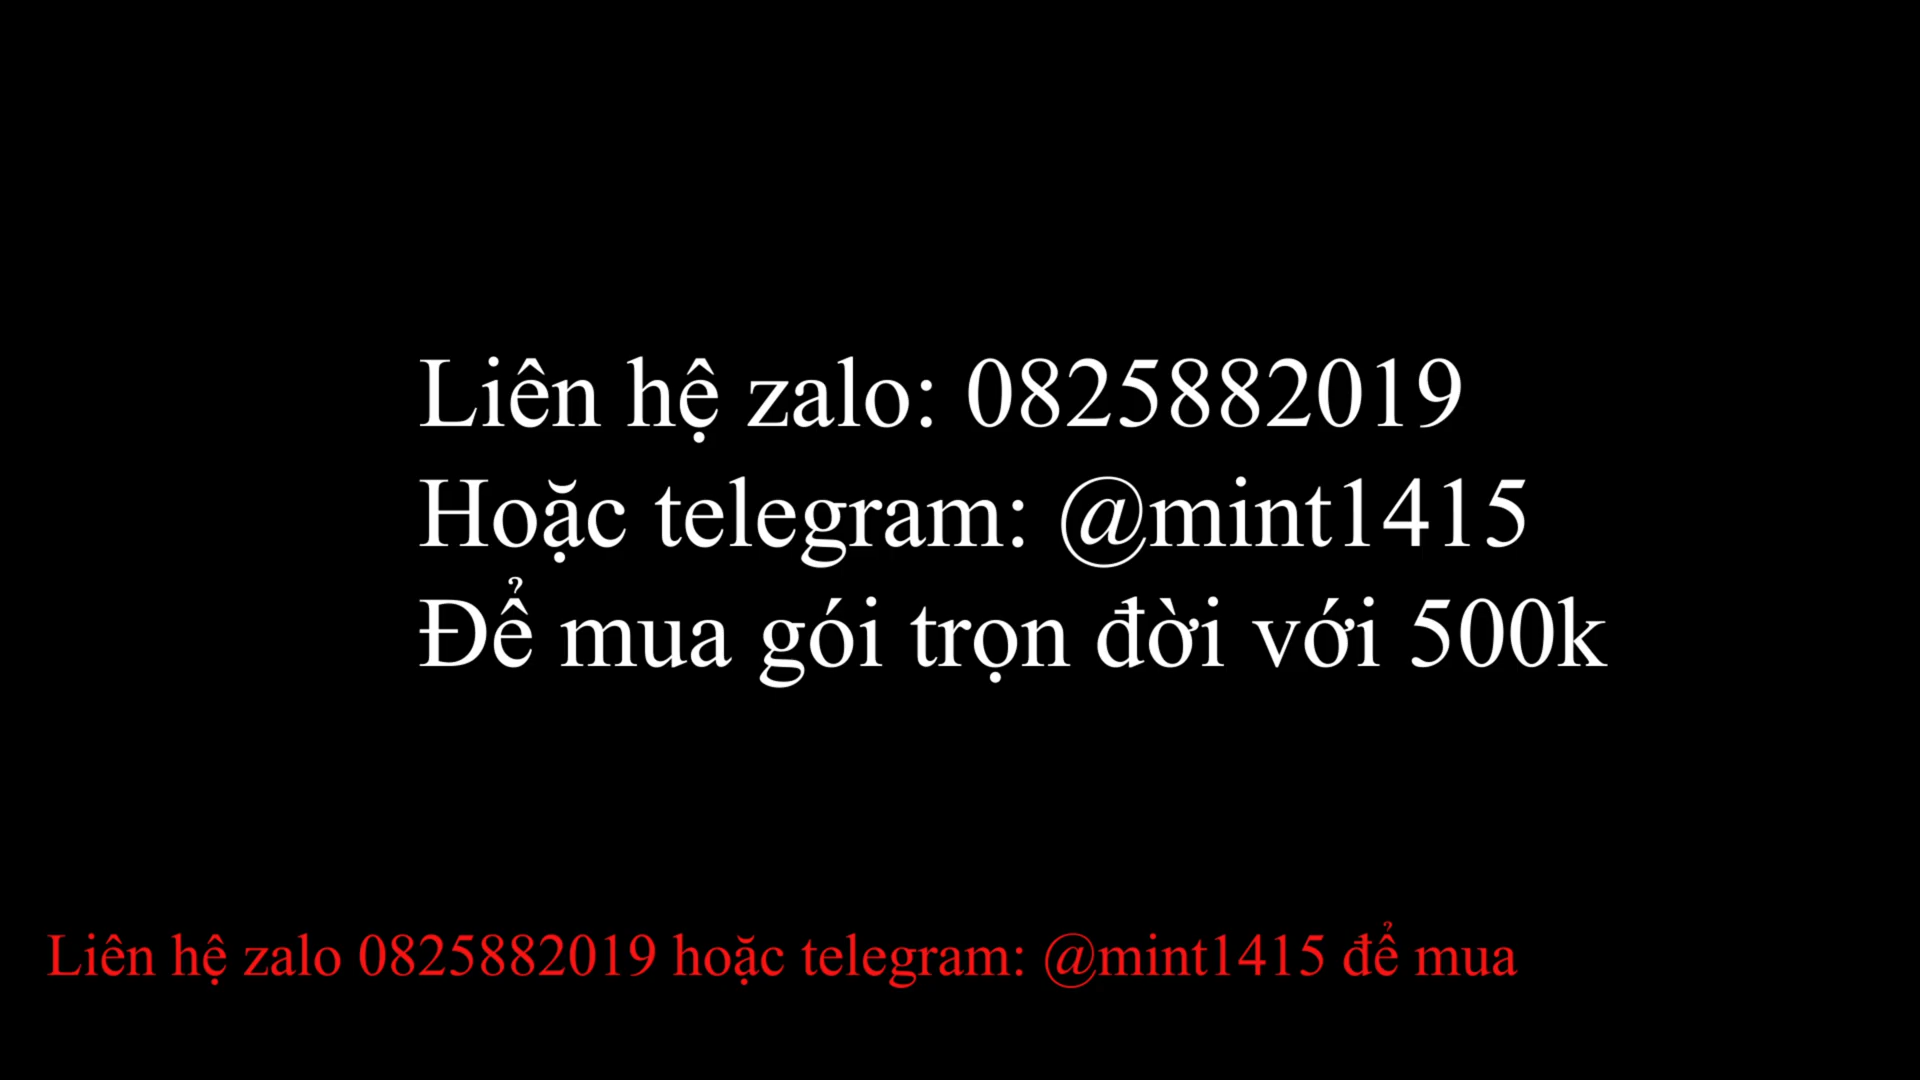 Liên hệ zalo: 0825882019
Hoặc telegram: @mint1415
Để mua gói trọn đời với 500k
Liên hệ zalo 0825882019 hoặc telegram: @mint1415 để mua